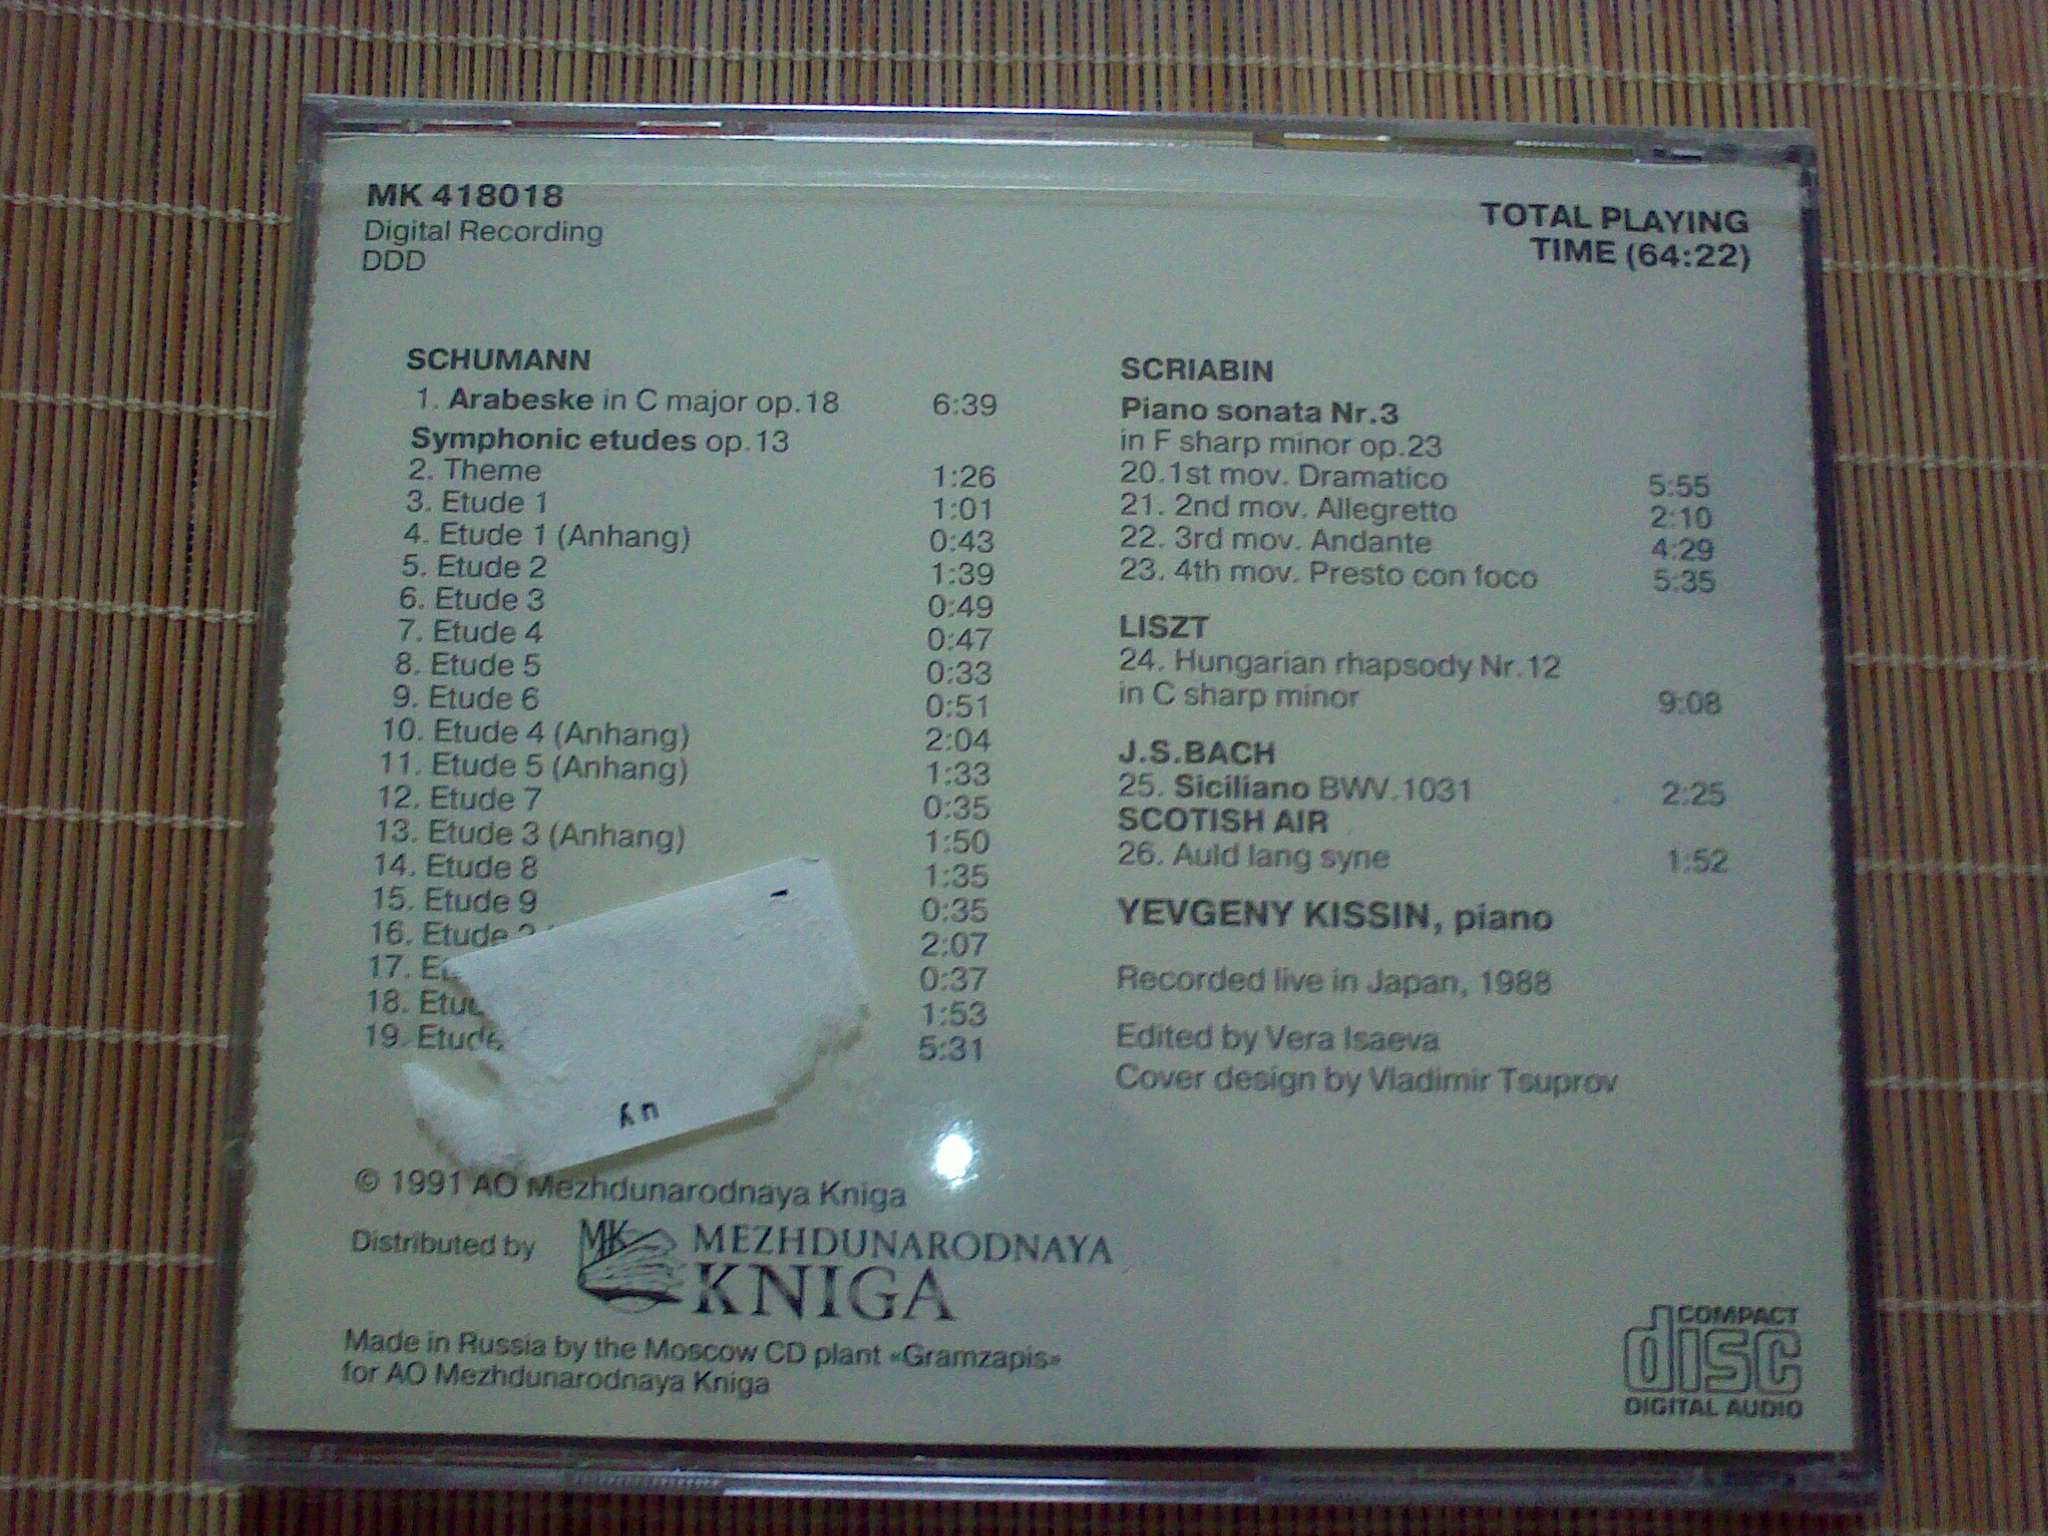 MK 418018
Digital Recording
DDD
TOTAL PLAYING
TIME (64:22)
SCHUMANN
1. Arabeske in C major op.18 6:39
Symphonic etudes op.13
2. Theme 1:26
3. Etude 1 1:01
4. Etude 1 (Anhang) 0:43
5. Etude 2 1:39
6. Etude 3 0:49
7. Etude 4 0:47
8. Etude 5 0:33
9. Etude 6 0:51
10. Etude 4 (Anhang) 2:04
11. Etude 5 (Anhang) 1:33
12. Etude 7 0:35
13. Etude 3 (Anhang) 1:50
14. Etude 8 1:35
15. Etude 9 0:35
16. Etude 2:07
17. 0:37
18. 1:53
19. Etude 5:31
SCRIABIN
Piano sonata Nr.3
in F sharp minor op.23
20.1st mov. Dramatico 5:55
21. 2nd mov. Allegretto 2:10
22. 3rd mov. Andante 4:29
23. 4th mov. Presto con foco 5:35
LISZT
24. Hungarian rhapsody Nr.12
in C sharp minor 9:08
J.S.BACH
25. Siciliano BWV.1031 2:25
SCOTISH AIR
26. Auld lang syne 1:52
YEVGENY KISSIN, piano
Recorded live in Japan, 1988
Edited by Vera Isaeva
Cover design by Vladimir Tsuprov
© 1991 AO Mezhdunarodnaya Kniga
Distributed by MK MEZHDUNARODNAYA
KNIGA
Made in Russia by the Moscow CD plant «Gramzapis»
for AO Mezhdunarodnaya Kniga
COMPACT
disc
DIGITAL AUDIO